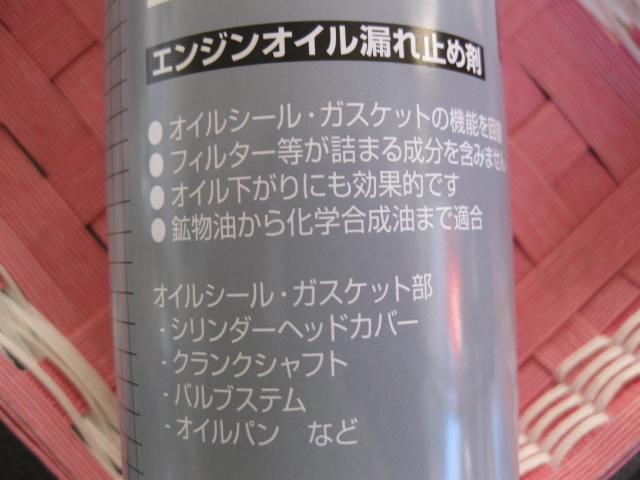 エンジンオイル漏れ止め剤
● オイルシール・ガスケットの機能を回復
● フィルター等が詰まる成分を含みません
● オイル下がりにも効果的です
● 鉱物油から化学合成油まで適合
オイルシール・ガスケット部
- シリンダーヘッドカバー
- クランクシャフト
- バルブステム
- オイルパン など